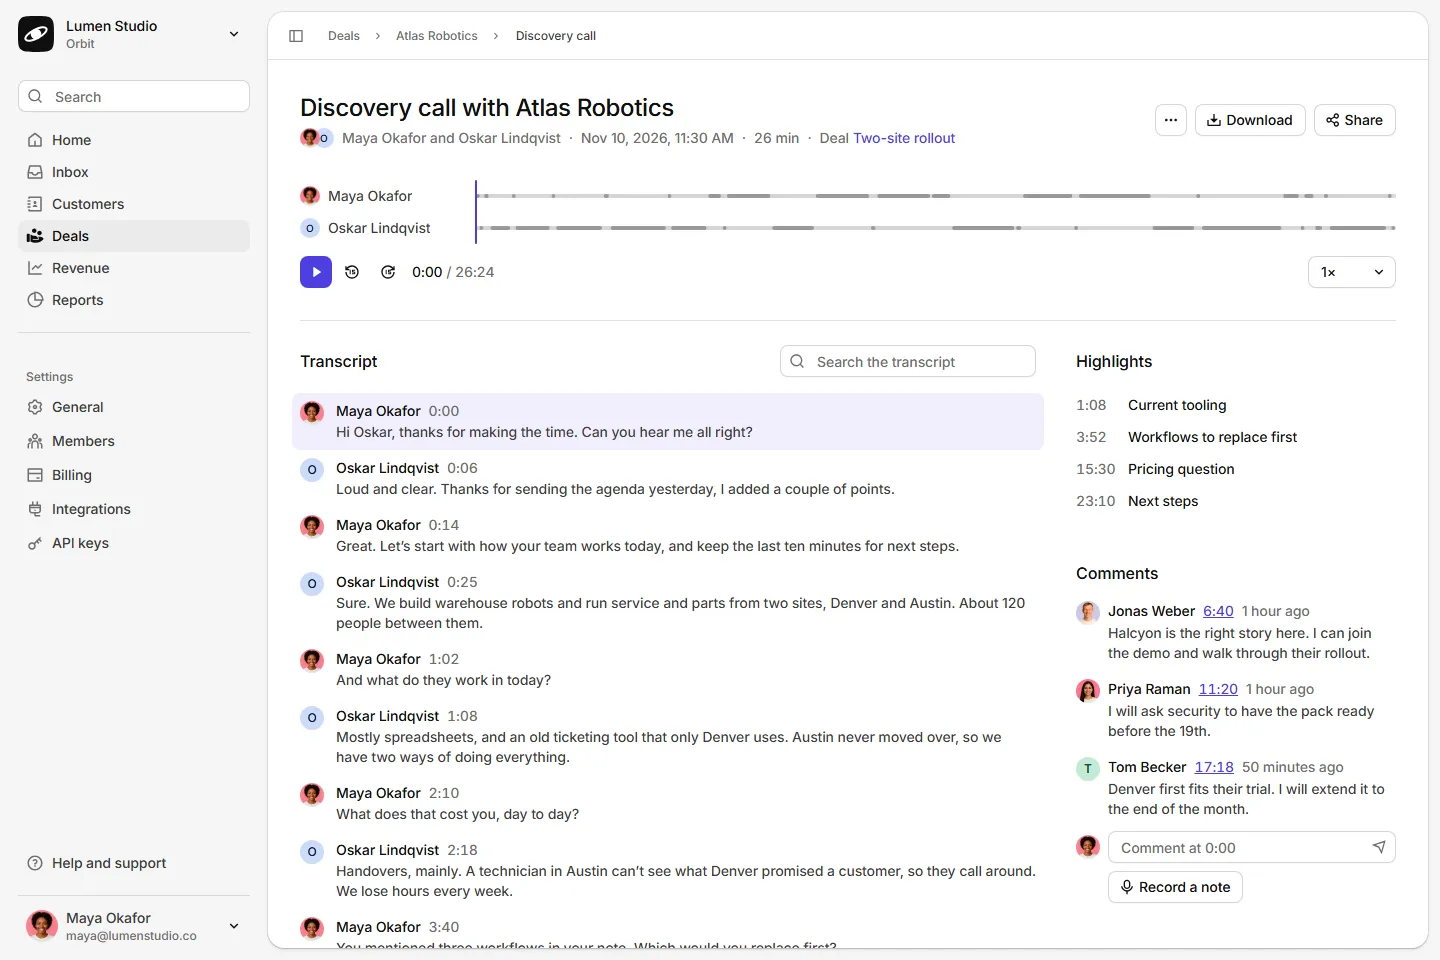 Lumen Studio
Orbit
Search
Home
Inbox
Customers
Deals
Revenue
Reports
Settings
General
Members
Billing
Integrations
API keys
Help and support
Maya Okafor
maya@lumenstudio.co
Deals › Atlas Robotics › Discovery call
Discovery call with Atlas Robotics
O Maya Okafor and Oskar Lindqvist · Nov 10, 2026, 11:30 AM · 26 min · Deal Two-site rollout
Download
Share
Maya Okafor
O Oskar Lindqvist
15 15 0:00 / 26:24
1×
Transcript
Search the transcript
Maya Okafor 0:00
Hi Oskar, thanks for making the time. Can you hear me all right?
O Oskar Lindqvist 0:06
Loud and clear. Thanks for sending the agenda yesterday, I added a couple of points.
Maya Okafor 0:14
Great. Let’s start with how your team works today, and keep the last ten minutes for next steps.
O Oskar Lindqvist 0:25
Sure. We build warehouse robots and run service and parts from two sites, Denver and Austin. About 120
people between them.
Maya Okafor 1:02
And what do they work in today?
O Oskar Lindqvist 1:08
Mostly spreadsheets, and an old ticketing tool that only Denver uses. Austin never moved over, so we
have two ways of doing everything.
Maya Okafor 2:10
What does that cost you, day to day?
O Oskar Lindqvist 2:18
Handovers, mainly. A technician in Austin can’t see what Denver promised a customer, so they call around.
We lose hours every week.
Maya Okafor 3:40
You mentioned three workflows in your note. Which would you replace first?
Highlights
1:08 Current tooling
3:52 Workflows to replace first
15:30 Pricing question
23:10 Next steps
Comments
Jonas Weber 6:40 1 hour ago
Halcyon is the right story here. I can join
the demo and walk through their rollout.
Priya Raman 11:20 1 hour ago
I will ask security to have the pack ready
before the 19th.
T Tom Becker 17:18 50 minutes ago
Denver first fits their trial. I will extend it to
the end of the month.
Comment at 0:00
Record a note